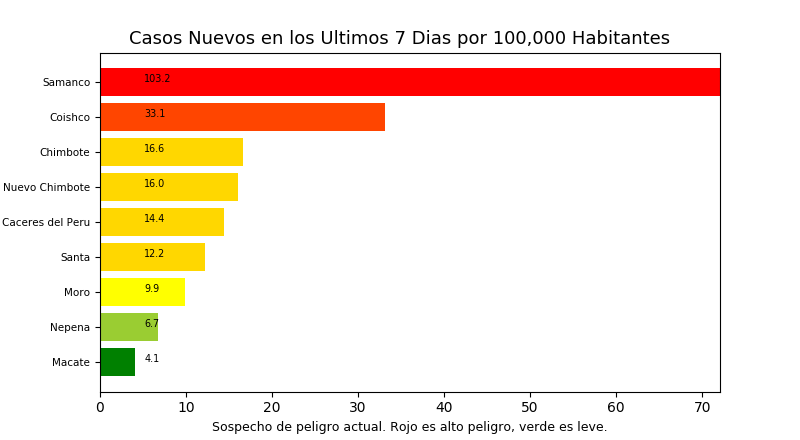 Casos Nuevos en los Ultimos 7 Dias por 100,000 Habitantes
Samanco 103.2
Coishco 33.1
Chimbote 16.6
Nuevo Chimbote 16.0
Caceres del Peru 14.4
Santa 12.2
Moro 9.9
Nepena 6.7
Macate 4.1
0 10 20 30 40 50 60 70
Sospecho de peligro actual. Rojo es alto peligro, verde es leve.